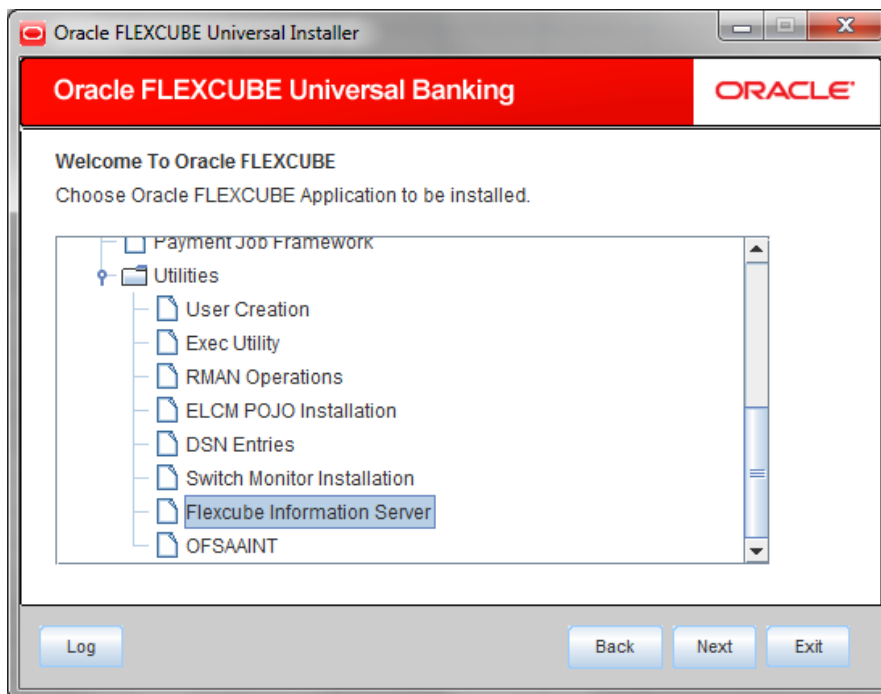 Oracle FLEXCUBE Universal Installer
Oracle FLEXCUBE Universal Banking
ORACLE
Welcome To Oracle FLEXCUBE
Choose Oracle FLEXCUBE Application to be installed.
Payment Job Framework
Utilities
User Creation
Exec Utility
RMAN Operations
ELCM POJO Installation
DSN Entries
Switch Monitor Installation
Flexcube Information Server
OFSAAINT
Log
Back
Next
Exit